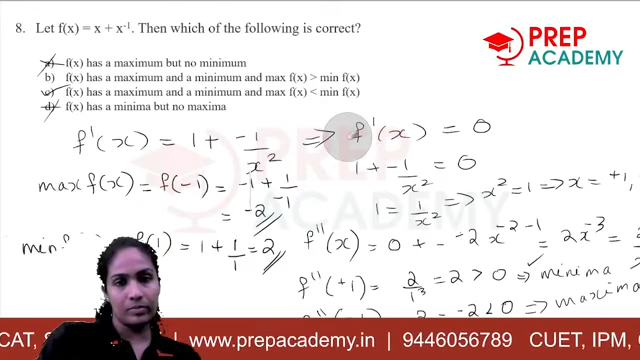 8. Let f(x) = x + x⁻¹. Then which of the following is correct?
a) f(x) has a maximum but no minimum
b) f(x) has a maximum and a minimum and max f(x) > min f(x)
c) f(x) has a maximum and a minimum and max f(x) < min f(x)
d) f(x) has a minima but no maxima
PREP
ACADEMY
f'(x) = 1 + -1/x² => f'(x) = 0
1 + -1/x² = 0
1 = 1/x² => x² = 1 => x = +1,
max f(x) = f(-1) = -1 + 1/-1
= -2
min f(1) = 1 + 1/1 = 2
f''(x) = 0 + - -2 x⁻²⁻¹ = 2x⁻³ =
f''(+1) = 2/1³ = 2 > 0 => minima
= -2 < 0 => maxima
CAT, S www.prepacademy.in | 9446056789 CUET, IPM, C